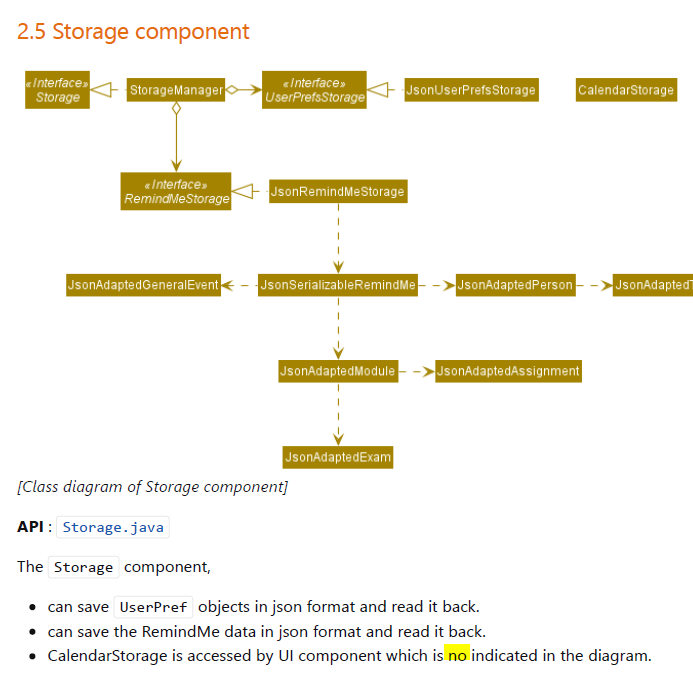 2.5 Storage component
«Interface»
Storage
StorageManager
«Interface»
UserPrefsStorage
JsonUserPrefsStorage
CalendarStorage
«Interface»
RemindMeStorage
JsonRemindMeStorage
JsonAdaptedGeneralEvent
JsonSerializableRemindMe
JsonAdaptedPerson
JsonAdaptedT
JsonAdaptedModule
JsonAdaptedAssignment
JsonAdaptedExam
[Class diagram of Storage component]
API : Storage.java
The Storage component,
• can save UserPref objects in json format and read it back.
• can save the RemindMe data in json format and read it back.
• CalendarStorage is accessed by UI component which is no indicated in the diagram.